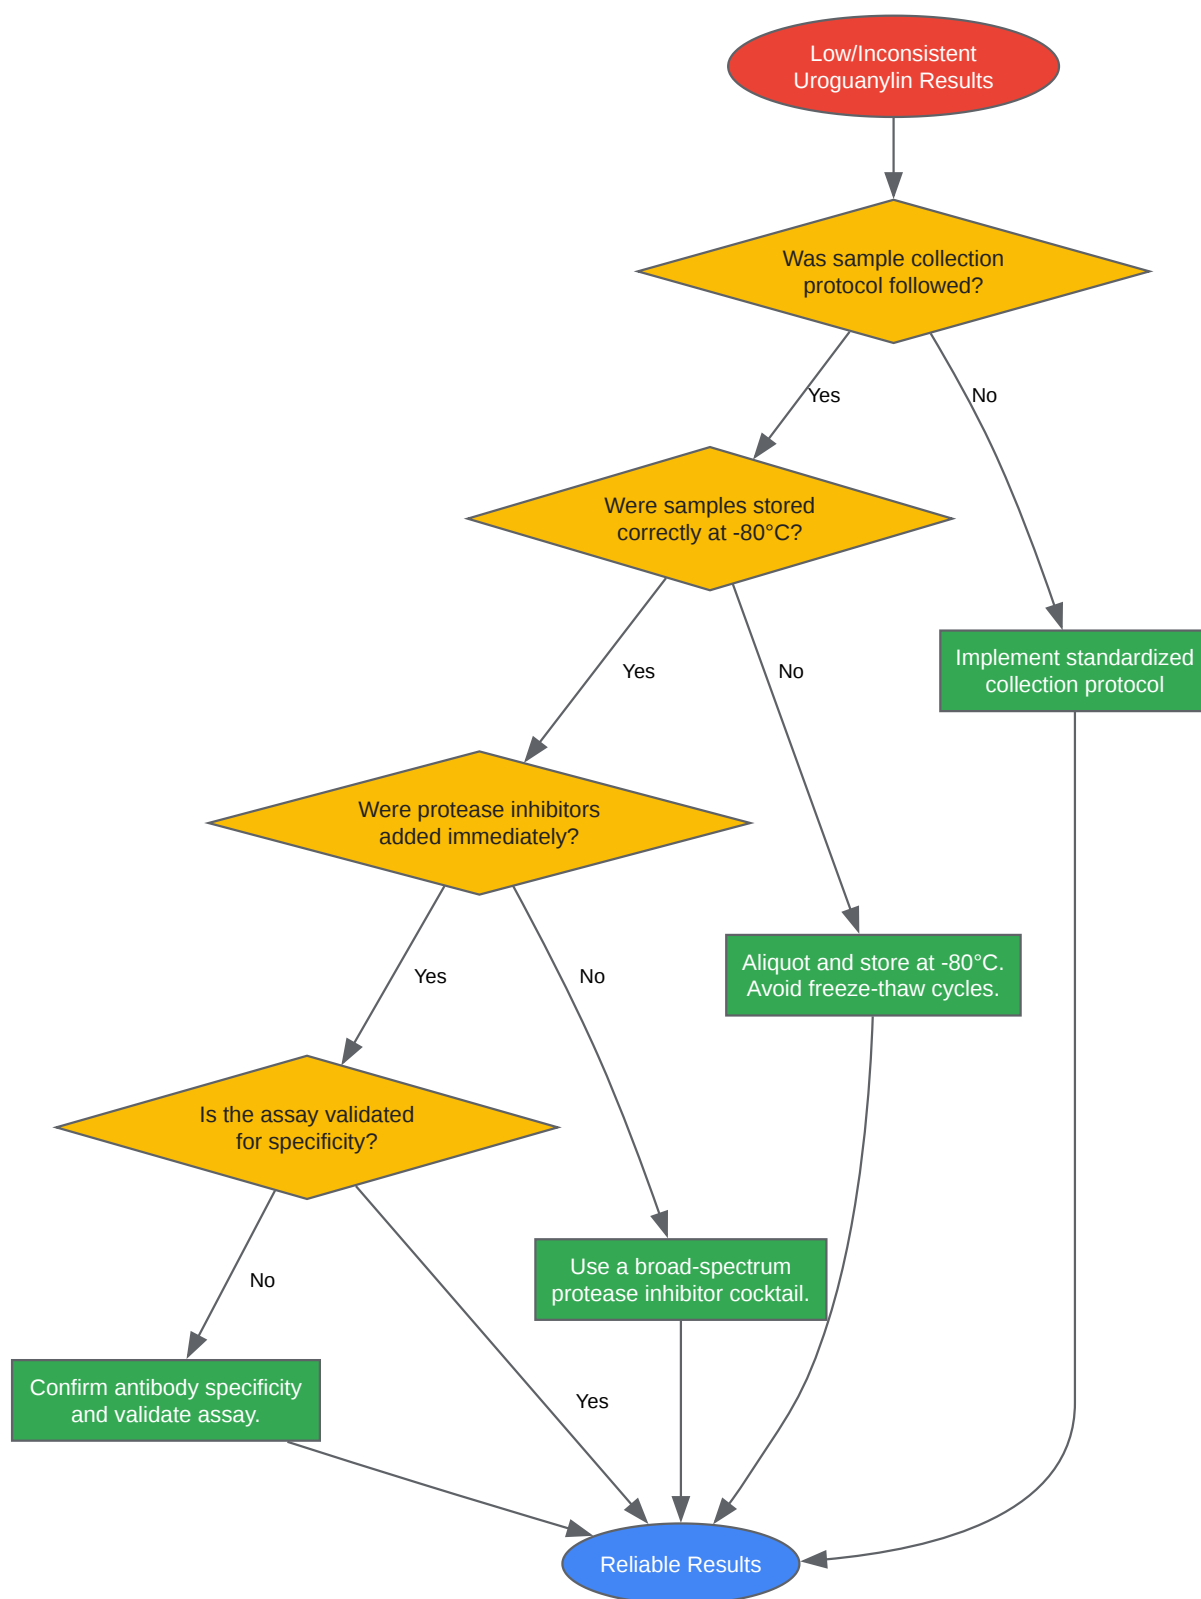 Low/Inconsistent
Uroguanylin Results
Was sample collection
protocol followed?
Yes
No
Were samples stored
correctly at -80°C?
Yes
No
Implement standardized
collection protocol
Were protease inhibitors
added immediately?
Yes
No
Aliquot and store at -80°C.
Avoid freeze-thaw cycles.
Is the assay validated
for specificity?
No
Yes
Use a broad-spectrum
protease inhibitor cocktail.
Confirm antibody specificity
and validate assay.
Reliable Results